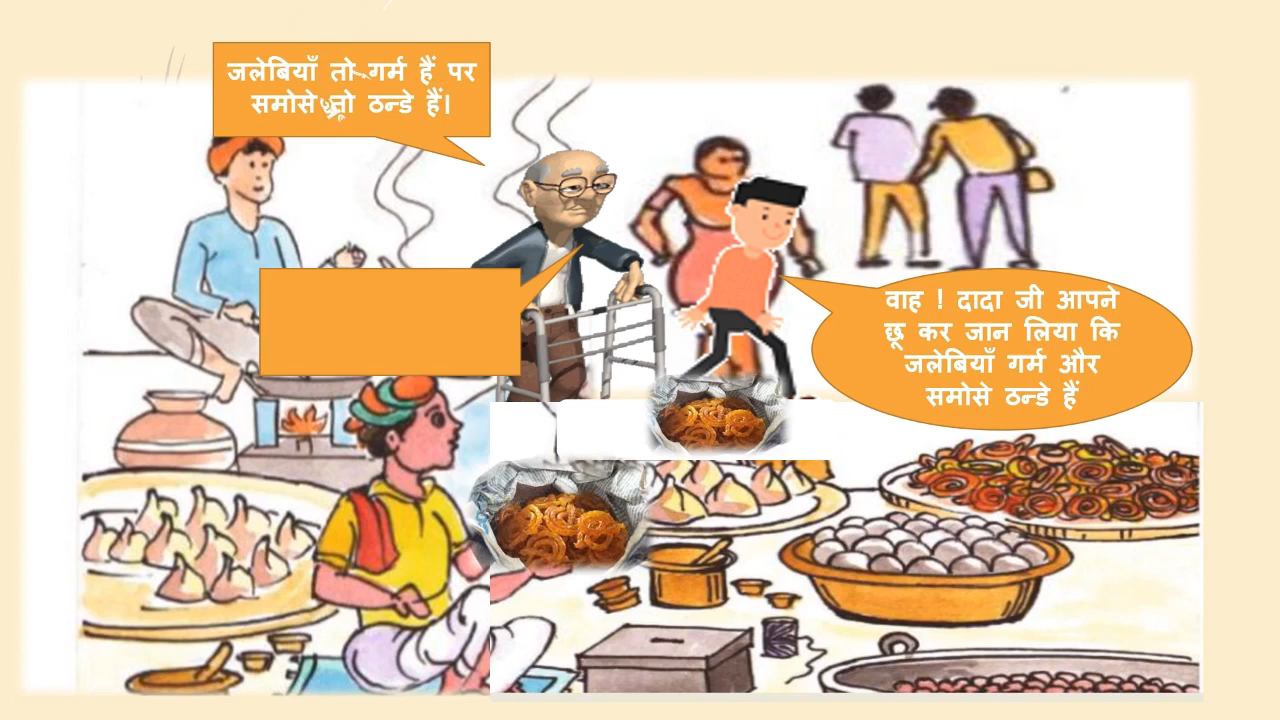 जलेबियाँ तो गर्म हैं पर
समोसे तो ठन्डे हैं।
वाह ! दादा जी आपने
छू कर जान लिया कि
जलेबियाँ गर्म और
समोसे ठन्डे हैं